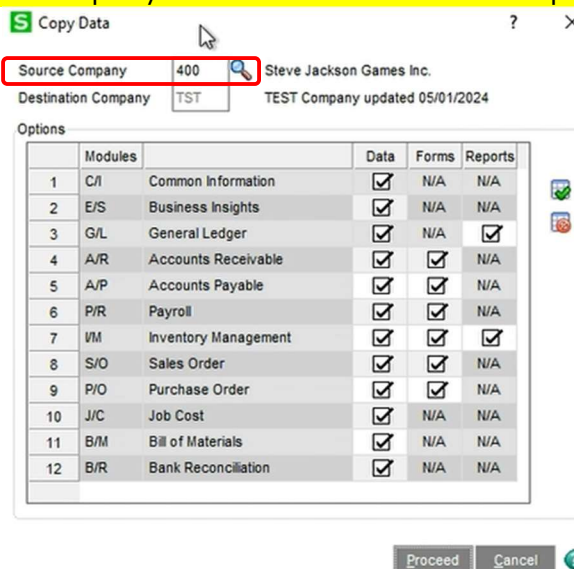 S Copy Data ? X
Source Company 400 Steve Jackson Games Inc.
Destination Company TST TEST Company updated 05/01/2024
Options
Modules Data Forms Reports
1 C/I Common Information N/A N/A
2 E/S Business Insights N/A N/A
3 G/L General Ledger N/A
4 A/R Accounts Receivable N/A
5 A/P Accounts Payable N/A
6 P/R Payroll N/A
7 I/M Inventory Management
8 S/O Sales Order N/A
9 P/O Purchase Order N/A
10 J/C Job Cost N/A N/A
11 B/M Bill of Materials N/A N/A
12 B/R Bank Reconciliation N/A N/A
Proceed Cancel